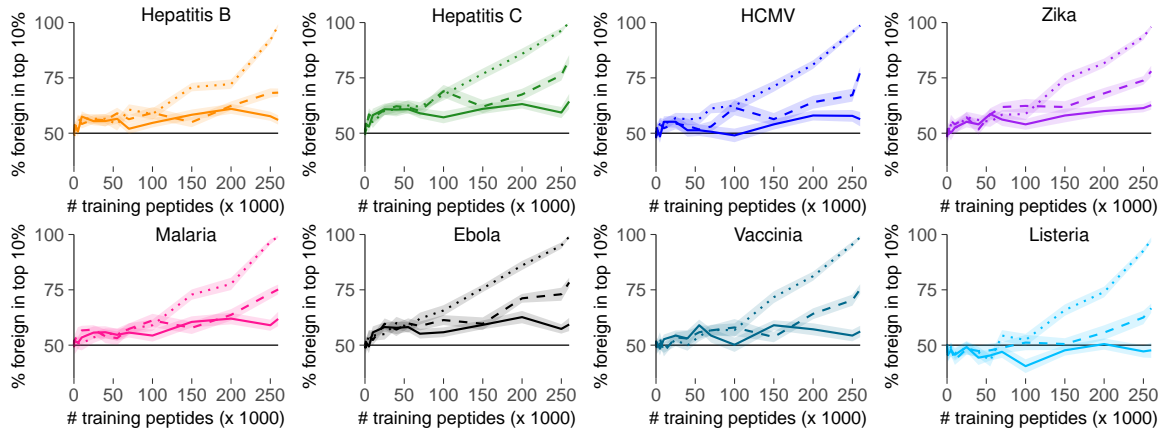 Hepatitis B
% foreign in top 10%
100
75
50
0 50 100 150 200 250
# training peptides (x 1000)
Hepatitis C
% foreign in top 10%
100
75
50
0 50 100 150 200 250
# training peptides (x 1000)
HCMV
% foreign in top 10%
100
75
50
0 50 100 150 200 250
# training peptides (x 1000)
Zika
% foreign in top 10%
100
75
50
0 50 100 150 200 250
# training peptides (x 1000)
Malaria
% foreign in top 10%
100
75
50
0 50 100 150 200 250
# training peptides (x 1000)
Ebola
% foreign in top 10%
100
75
50
0 50 100 150 200 250
# training peptides (x 1000)
Vaccinia
% foreign in top 10%
100
75
50
0 50 100 150 200 250
# training peptides (x 1000)
Listeria
% foreign in top 10%
100
75
50
0 50 100 150 200 250
# training peptides (x 1000)